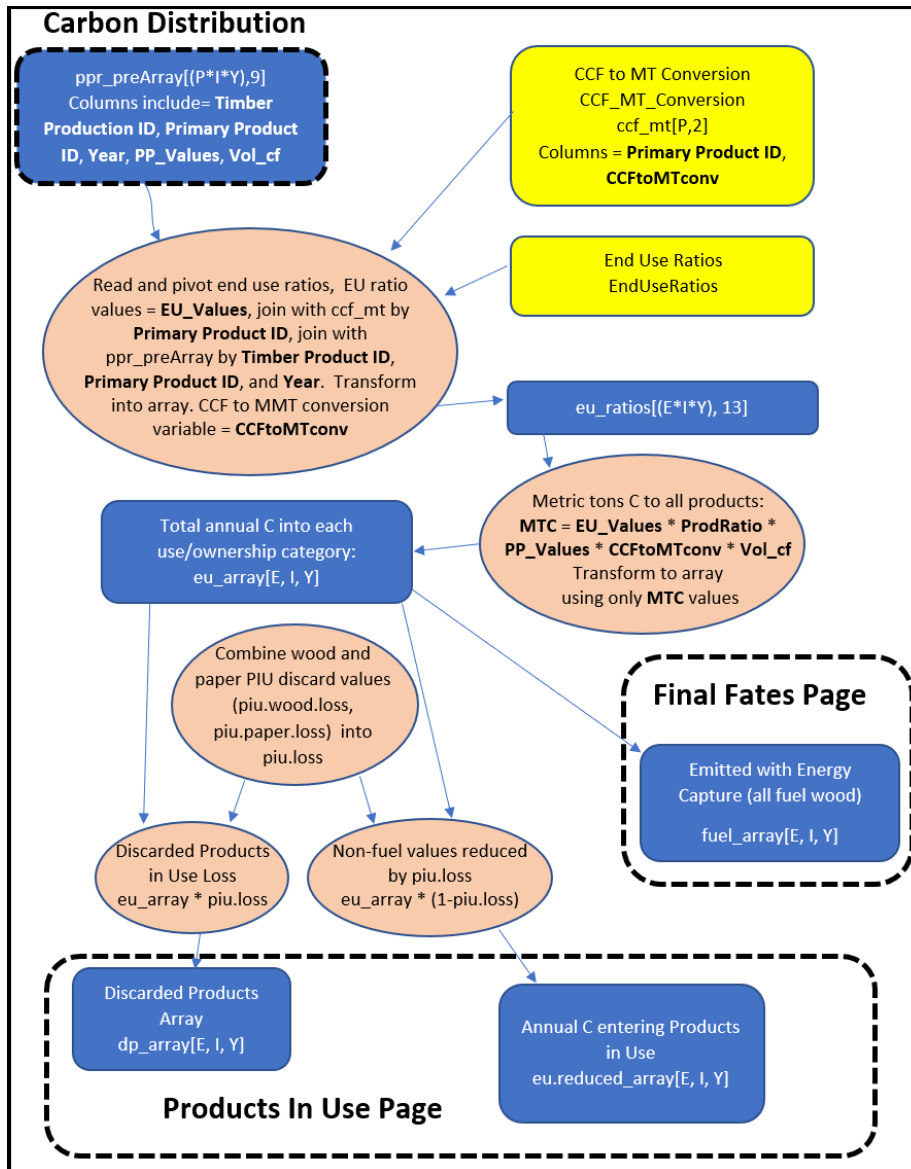 Carbon Distribution
ppr_preArray[(P*I*Y),9]
Columns include= Timber
Production ID, Primary Product
ID, Year, PP_Values, Vol_cf
CCF to MT Conversion
CCF_MT_Conversion
ccf_mt[P,2]
Columns = Primary Product ID,
CCFtoMTconv
End Use Ratios
EndUseRatios
Read and pivot end use ratios,  EU ratio
values = EU_Values, join with ccf_mt by
Primary Product ID, join with
ppr_preArray by Timber Product ID,
Primary Product ID, and Year.  Transform
into array. CCF to MMT conversion
variable = CCFtoMTconv
eu_ratios[(E*I*Y), 13]
Metric tons C to all products:
MTC = EU_Values * ProdRatio *
PP_Values * CCFtoMTconv * Vol_cf
Transform to array
using only MTC values
Total annual C into each
use/ownership category:
eu_array[E, I, Y]
Combine wood and
paper PIU discard values
(piu.wood.loss,
piu.paper.loss)  into
piu.loss
Final Fates Page
Emitted with Energy
Capture (all fuel wood)
fuel_array[E, I, Y]
Discarded Products
in Use Loss
eu_array * piu.loss
Non-fuel values reduced
by piu.loss
eu_array * (1-piu.loss)
Discarded Products
Array
dp_array[E, I, Y]
Annual C entering Products
in Use
eu.reduced_array[E, I, Y]
Products In Use Page